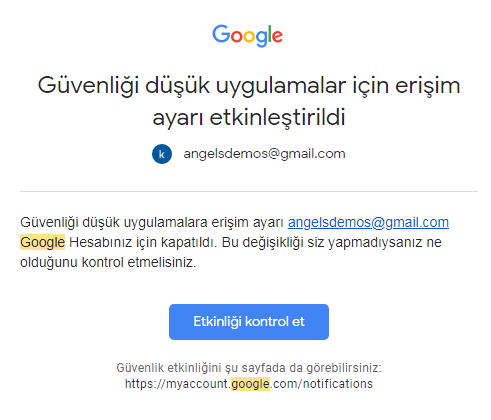 Google
Güvenliği düşük uygulamalar için erişim
ayarı etkinleştirildi
k angelsdemos@gmail.com
Güvenliği düşük uygulamalara erişim ayarı angelsdemos@gmail.com
Google Hesabınız için kapatıldı. Bu değişikliği siz yapmadıysanız ne
olduğunu kontrol etmelisiniz.
Etkinliği kontrol et
Güvenlik etkinliğini şu sayfada da görebilirsiniz:
https://myaccount.google.com/notifications